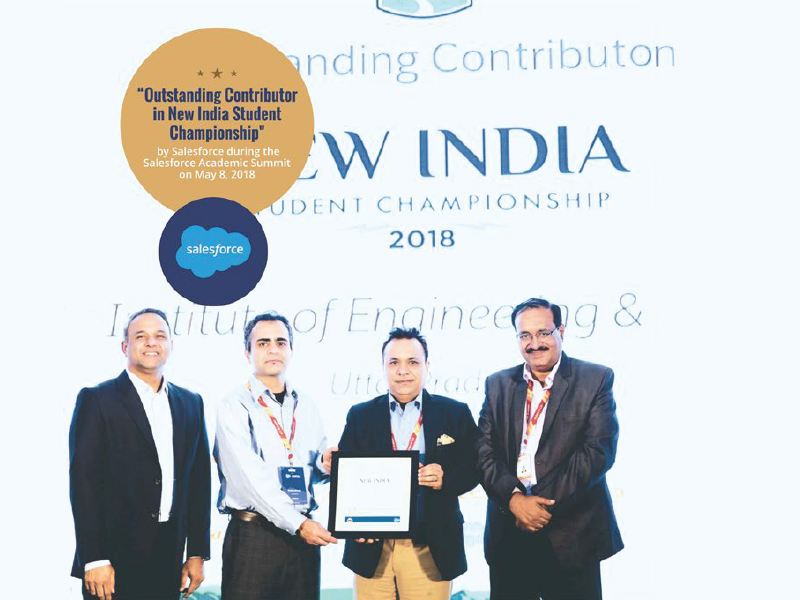 anding Contributon
"Outstanding Contributor
in New India Student
Championship"
by Salesforce during the
Salesforce Academic Summit
on May 8, 2018
EW INDIA
UDENT CHAMPIONSHIP
2018
salesforce
Institute of Engineering &
NEW INDIA